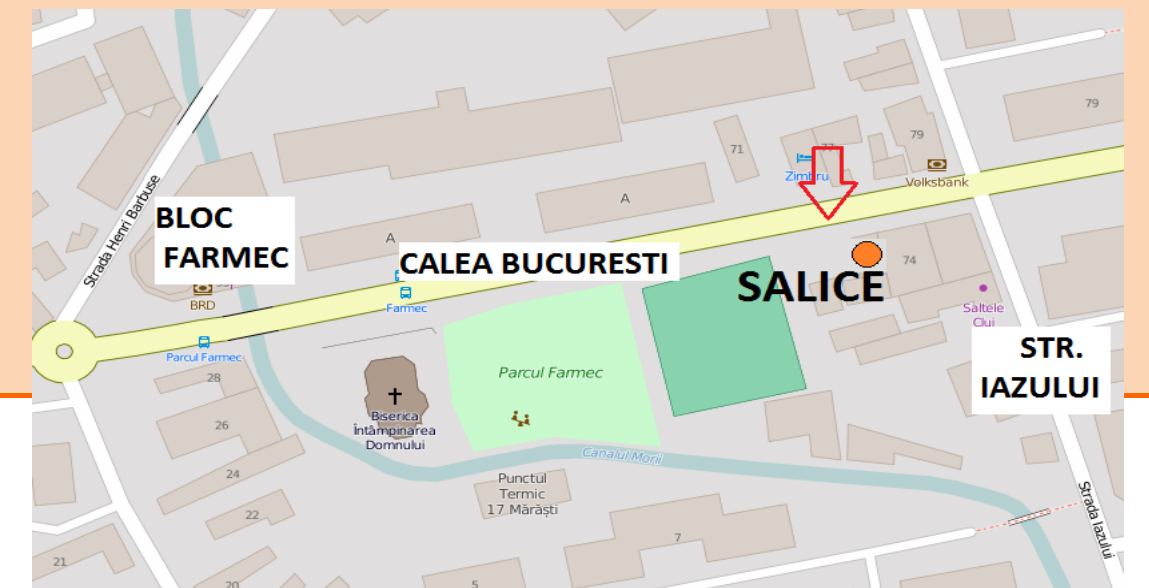 79
79
71
77
Zimbru
Volksbank
Strada Henri Barbuse
A
BLOC
FARMEC
A
CALEA BUCURESTI
SALICE
74
BRD
Farmec
Saltele
Cluj
Parcul Farmec
STR.
IAZULUI
28
Parcul Farmec
Biserica
Întâmpinarea
Domnului
26
Canalul Morii
24
Punctul
Termic
17 Mărăști
Strada Iazului
22
7
21
20
5